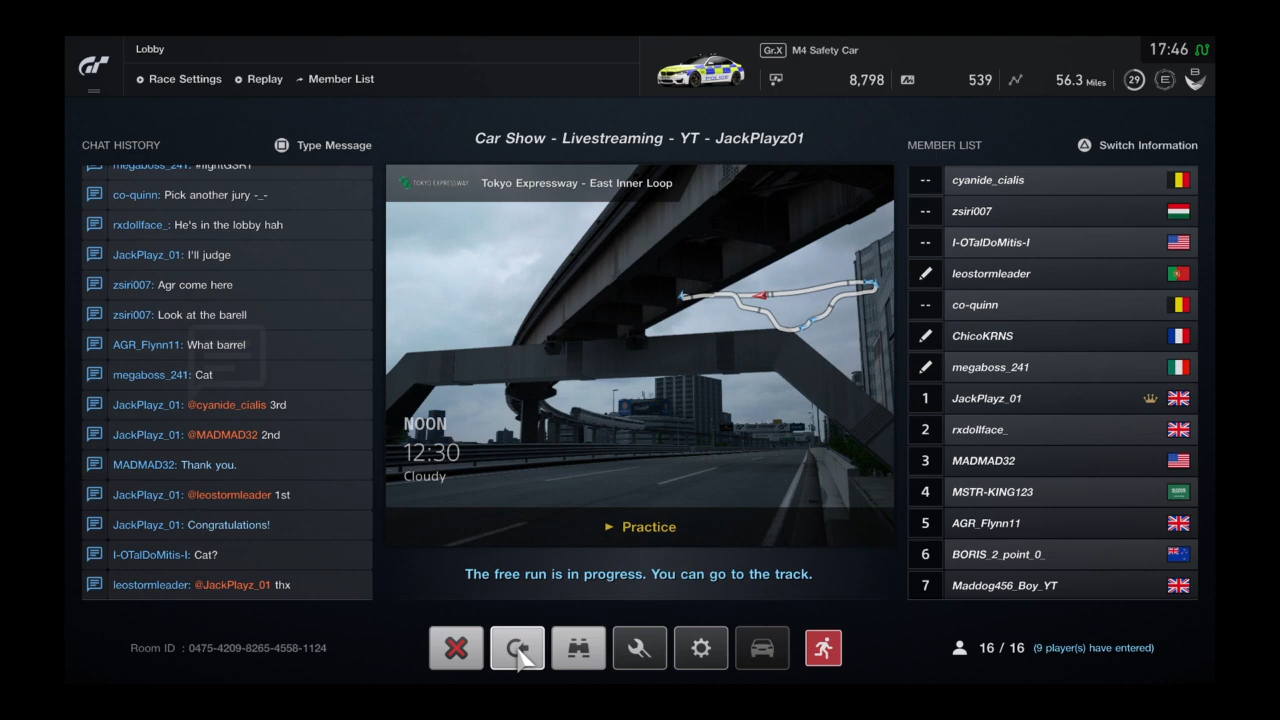 Lobby
Race Settings Replay Member List
Gr.X M4 Safety Car
17:46
POLICE
8,798 539 56.3 Miles 29 E B
CHAT HISTORY Type Message
megaboss_241: #fightGSR1
co-quinn: Pick another jury -_-
rxdollface_: He's in the lobby hah
JackPlayz_01: I'll judge
zsiri007: Agr come here
zsiri007: Look at the barell
AGR_Flynn11: What barrel
megaboss_241: Cat
JackPlayz_01: @cyanide_cialis 3rd
JackPlayz_01: @MADMAD32 2nd
MADMAD32: Thank you.
JackPlayz_01: @leostormleader 1st
JackPlayz_01: Congratulations!
I-OTalDoMitis-I: Cat?
leostormleader: @JackPlayz_01 thx
Car Show - Livestreaming - YT - JackPlayz01
TOKYO EXPRESSWAY Tokyo Expressway - East Inner Loop
NOON
12:30
Cloudy
Practice
The free run is in progress. You can go to the track.
MEMBER LIST Switch Information
-- cyanide_cialis
-- zsiri007
-- I-OTalDoMitis-I
leostormleader
-- co-quinn
ChicoKRNS
megaboss_241
1 JackPlayz_01
2 rxdollface_
3 MADMAD32
4 MSTR-KING123
5 AGR_Flynn11
6 BORIS_2_point_0_
7 Maddog456_Boy_YT
Room ID : 0475-4209-8265-4558-1124
16 / 16 (9 player(s) have entered)